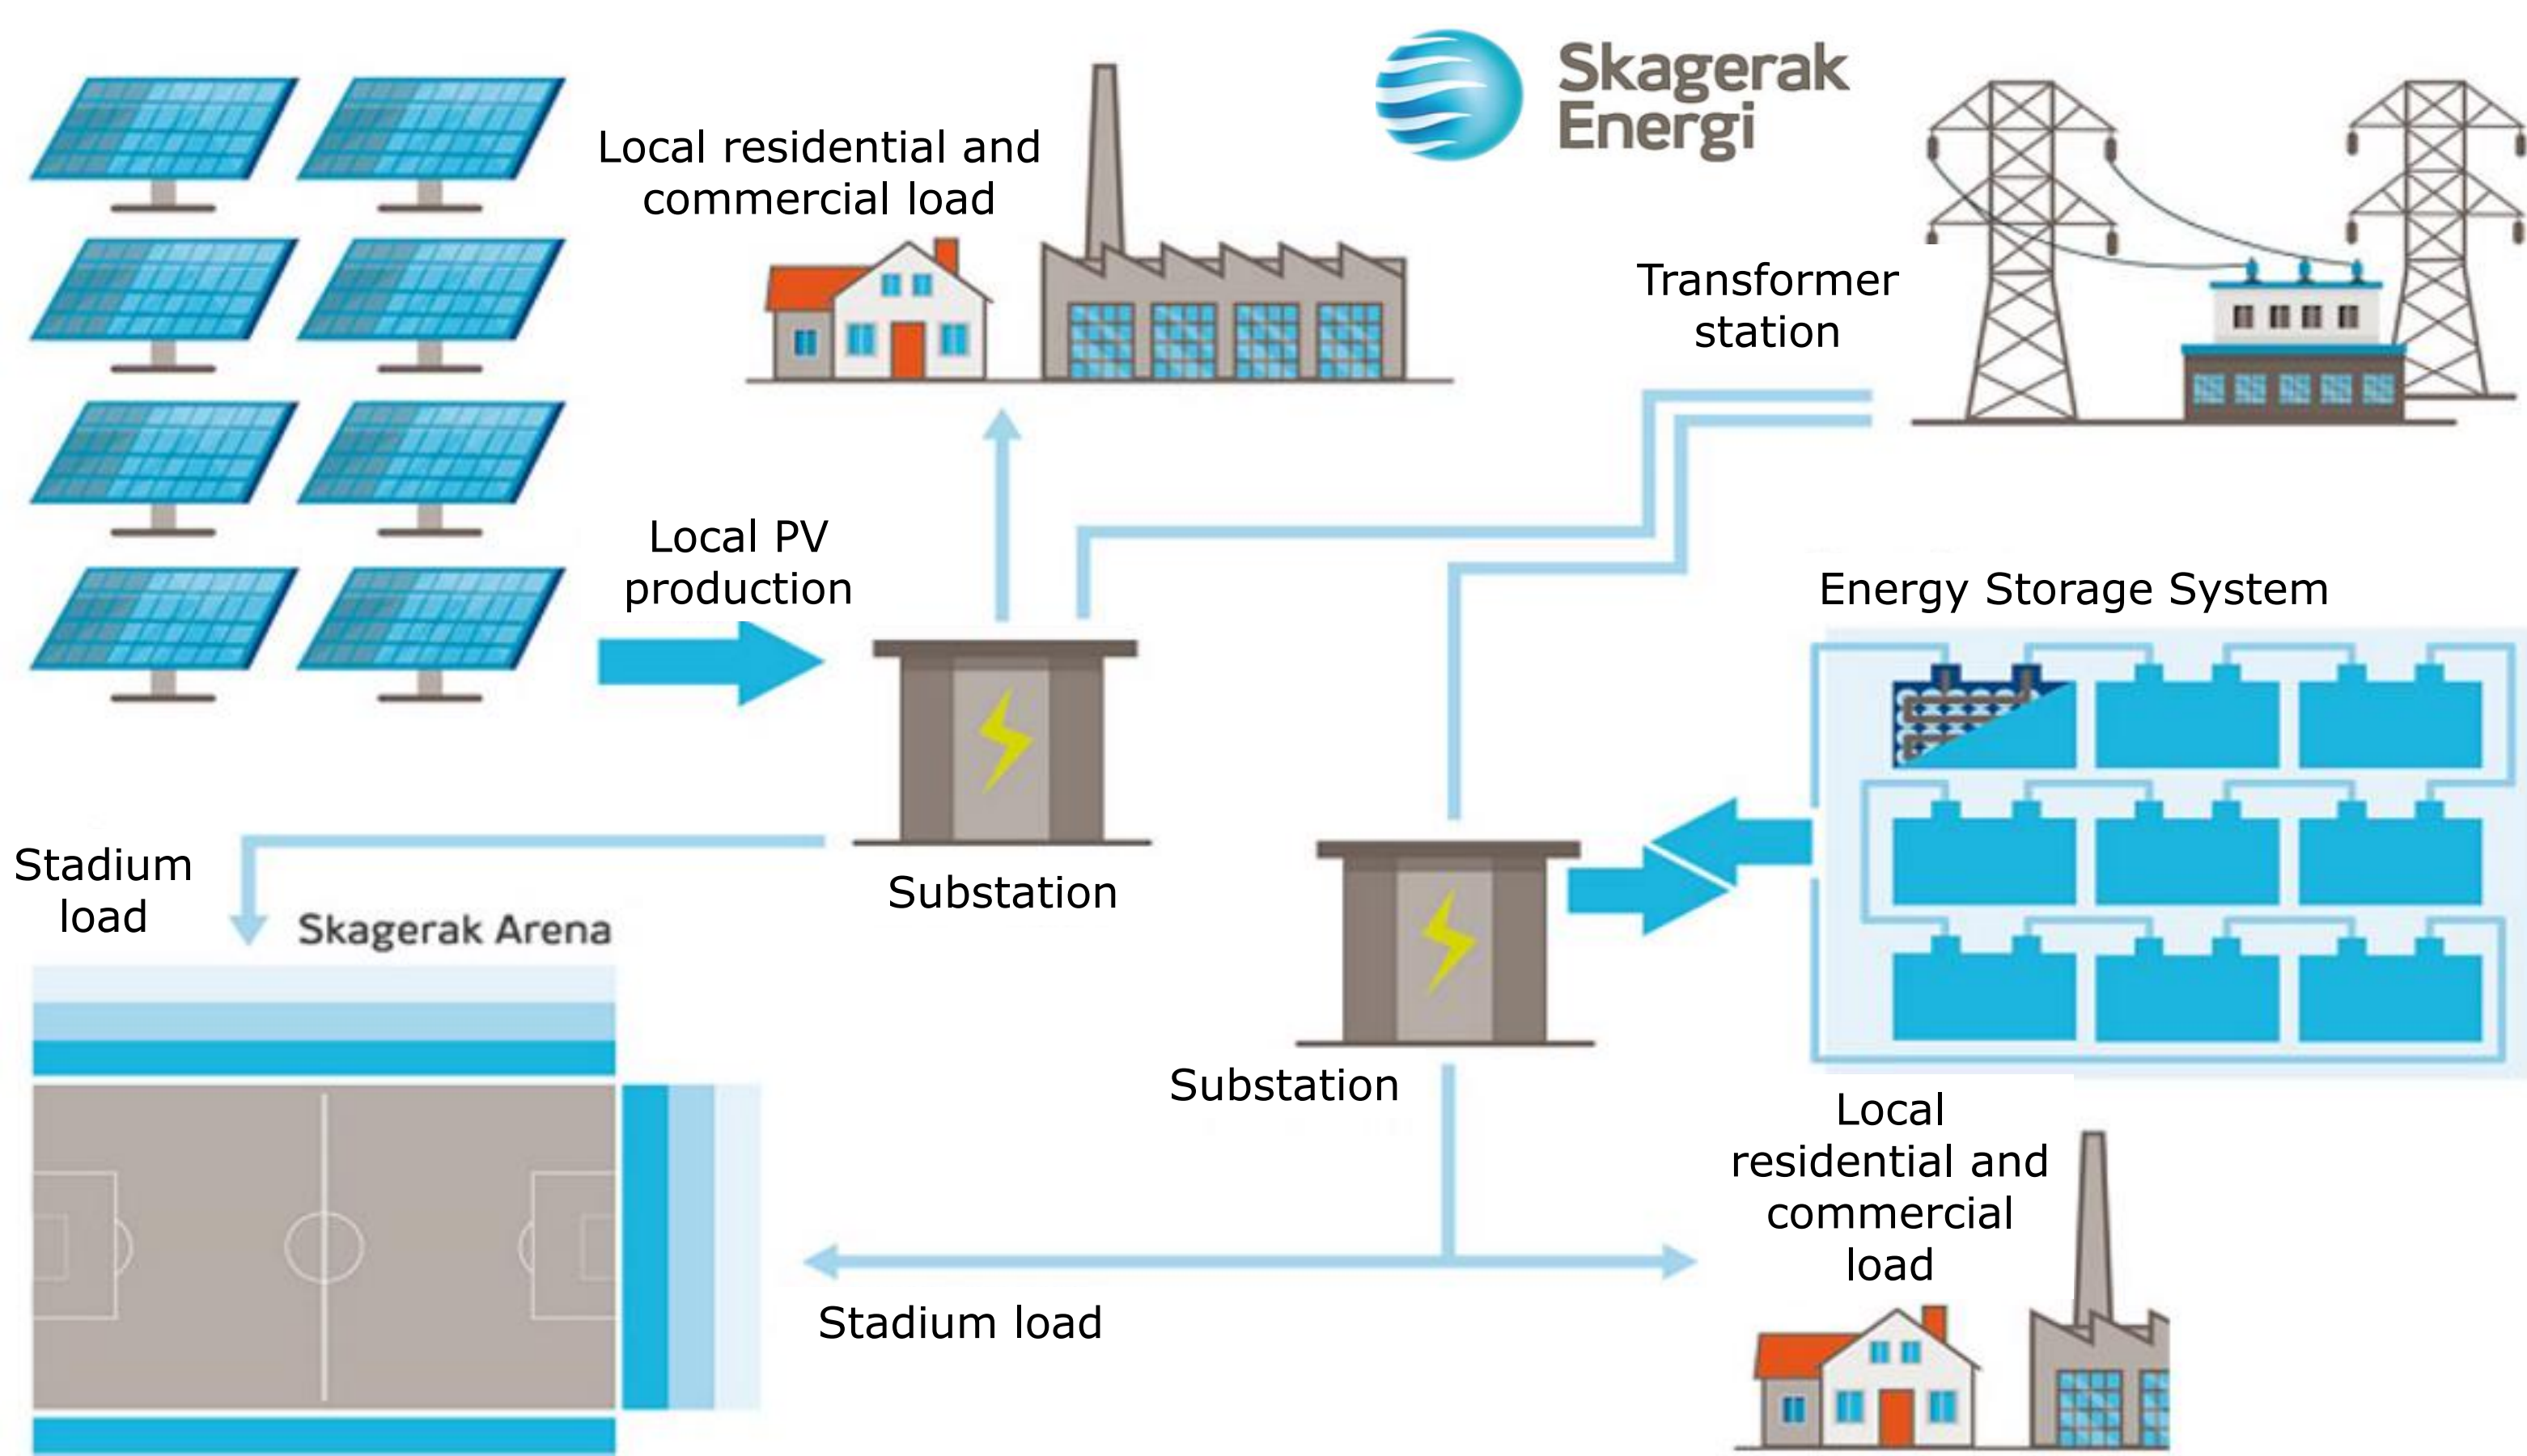 Skagerak
Energi
Local residential and
commercial load
Transformer
station
Local PV
production
Energy Storage System
Stadium
load
Substation
Skagerak Arena
Substation
Local
residential and
commercial
load
Stadium load